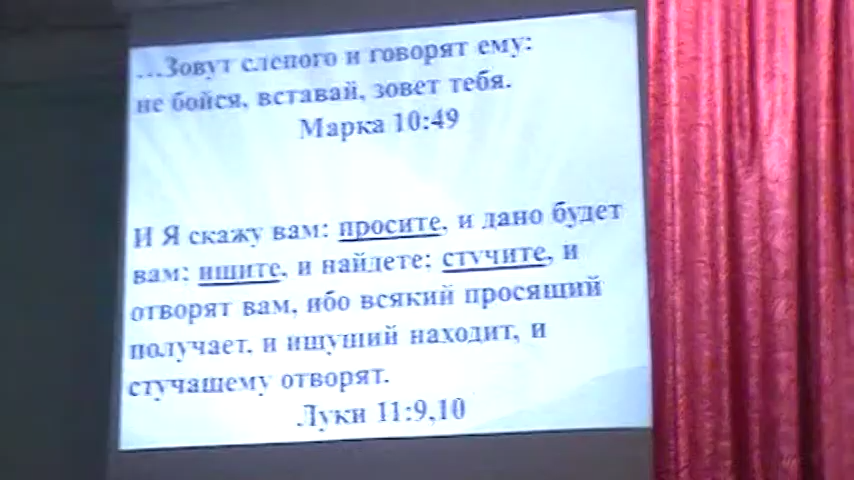 ...Зовут слепого и говорят ему:
не бойся, вставай, зовет тебя.
Марка 10:49
И Я скажу вам: просите, и дано будет
вам; ищите, и найдете; стучите, и
отворят вам, ибо всякий просящий
получает, и ищущий находит, и
стучащему отворят.
Луки 11:9,10